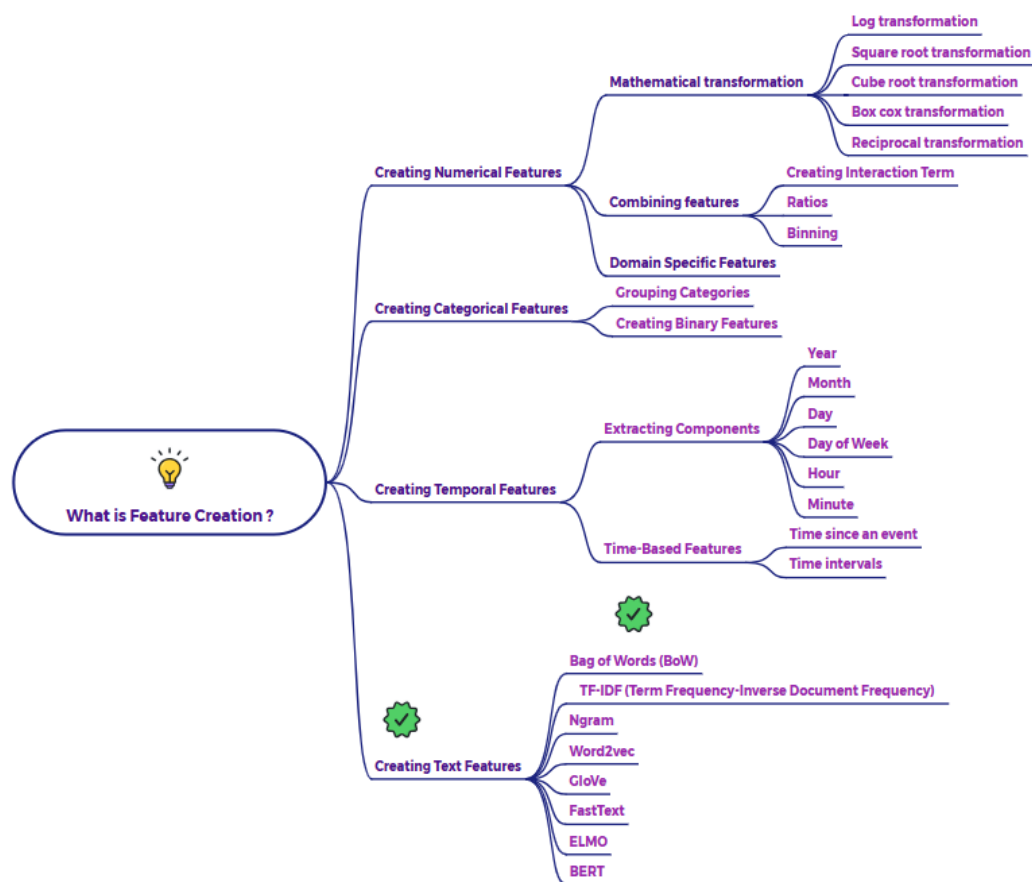 What is Feature Creation ?
Creating Numerical Features
Mathematical transformation
Log transformation
Square root transformation
Cube root transformation
Box cox transformation
Reciprocal transformation
Combining features
Creating Interaction Term
Ratios
Binning
Domain Specific Features
Creating Categorical Features
Grouping Categories
Creating Binary Features
Creating Temporal Features
Extracting Components
Year
Month
Day
Day of Week
Hour
Minute
Time-Based Features
Time since an event
Time intervals
Creating Text Features
Bag of Words (BoW)
TF-IDF (Term Frequency-Inverse Document Frequency)
Ngram
Word2vec
GloVe
FastText
ELMO
BERT